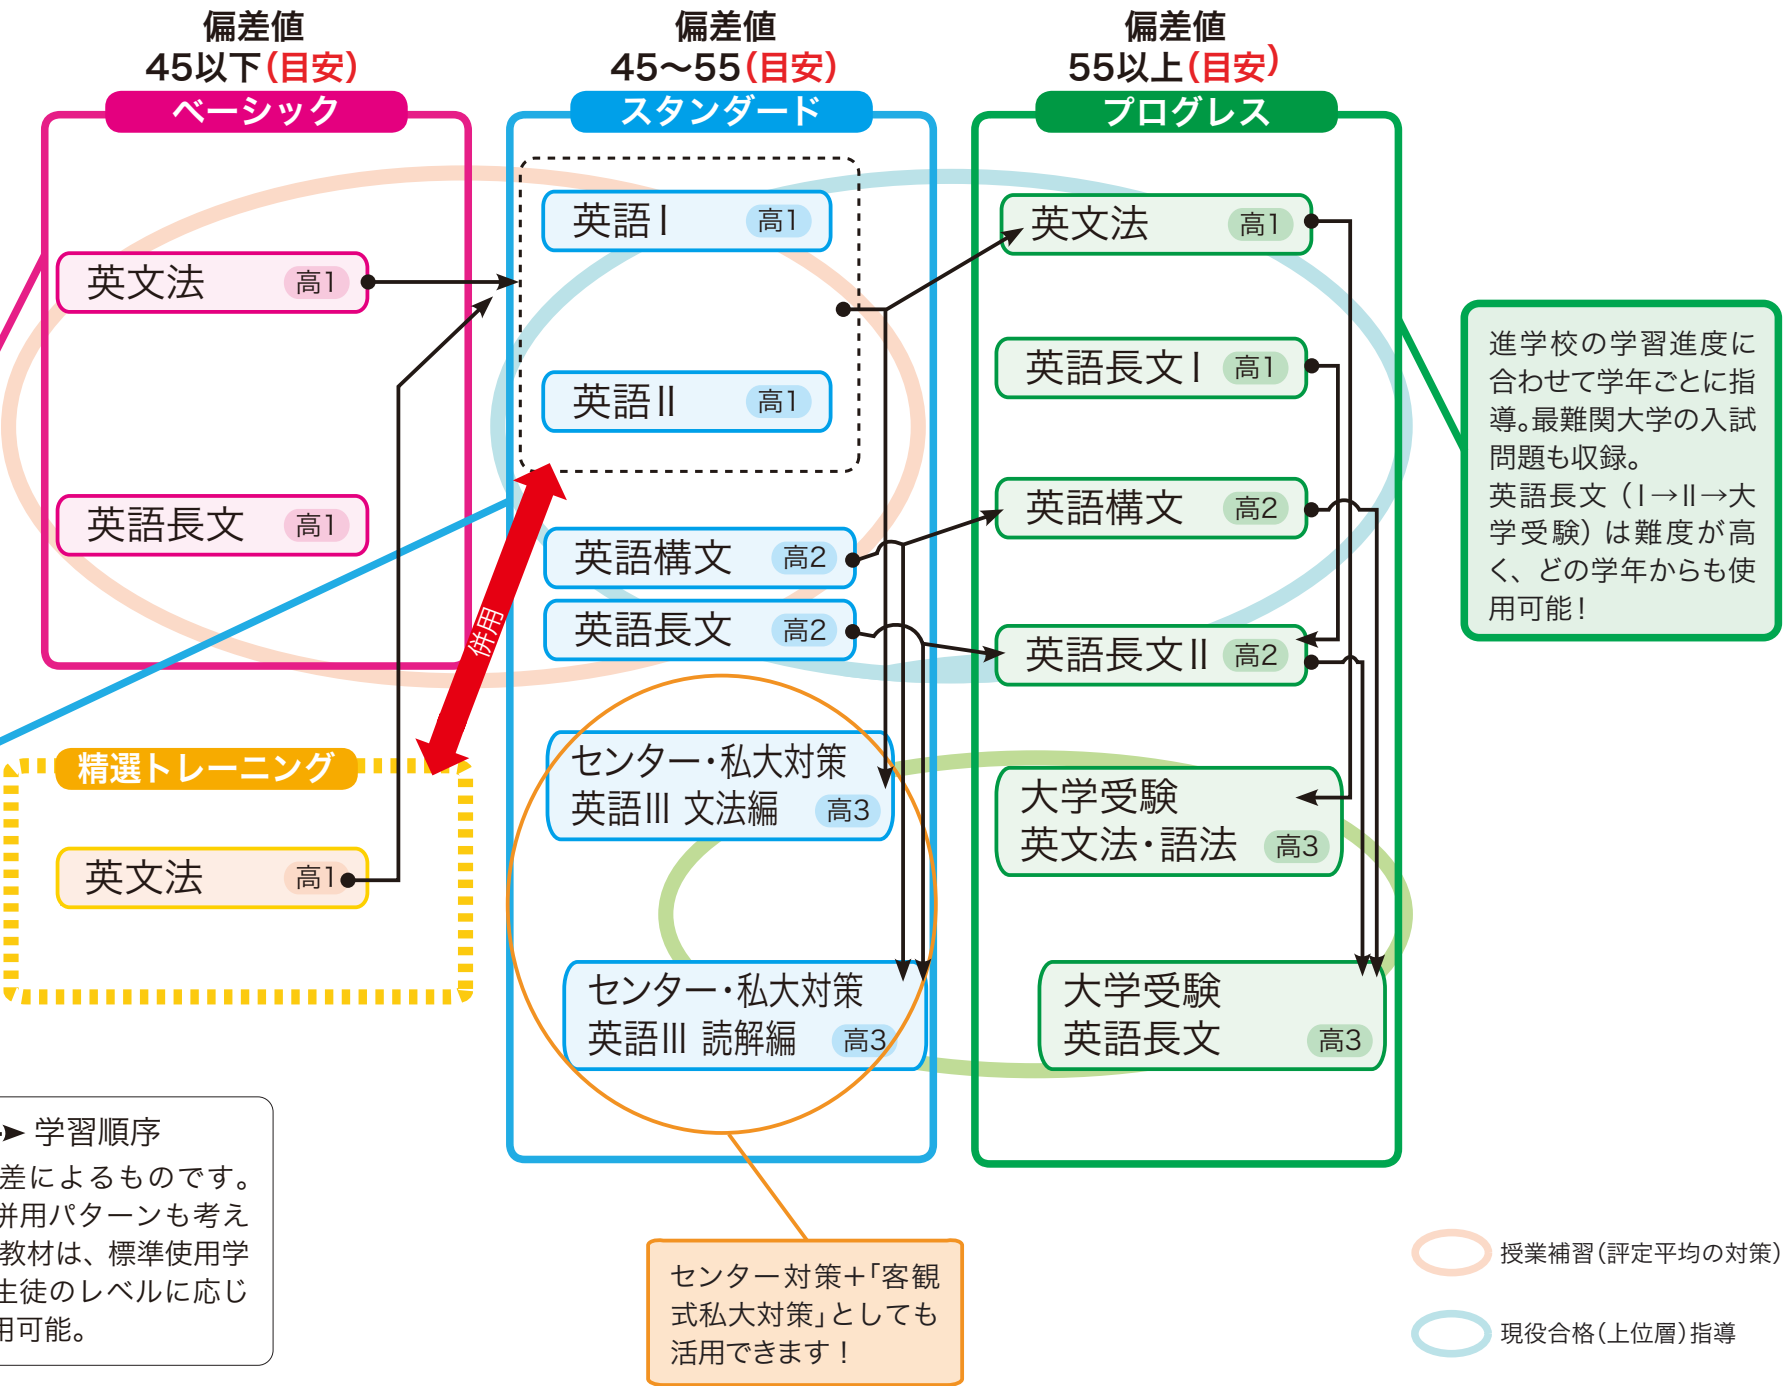 偏差値
45以下(目安)
ベーシック
英文法 高1
英語長文 高1
精選トレーニング
英文法 高1
併用
偏差値
45〜55(目安)
スタンダード
英語Ⅰ 高1
英語Ⅱ 高1
英語構文 高2
英語長文 高2
センター・私大対策
英語Ⅲ 文法編 高3
センター・私大対策
英語Ⅲ 読解編 高3
偏差値
55以上(目安)
プログレス
英文法 高1
英語長文Ⅰ 高1
英語構文 高2
英語長文Ⅱ 高2
大学受験
英文法・語法 高3
大学受験
英語長文 高3
進学校の学習進度に
合わせて学年ごとに指
導。最難関大学の入試
問題も収録。
英語長文(Ⅰ→Ⅱ→大
学受験)は難度が高
く、どの学年からも使
用可能!
学習順序
差によるものです。
併用パターンも考え
教材は、標準使用学
生徒のレベルに応じ
用可能。
センター対策+「客観
式私大対策」としても
活用できます!
授業補習(評定平均の対策)
現役合格(上位層)指導